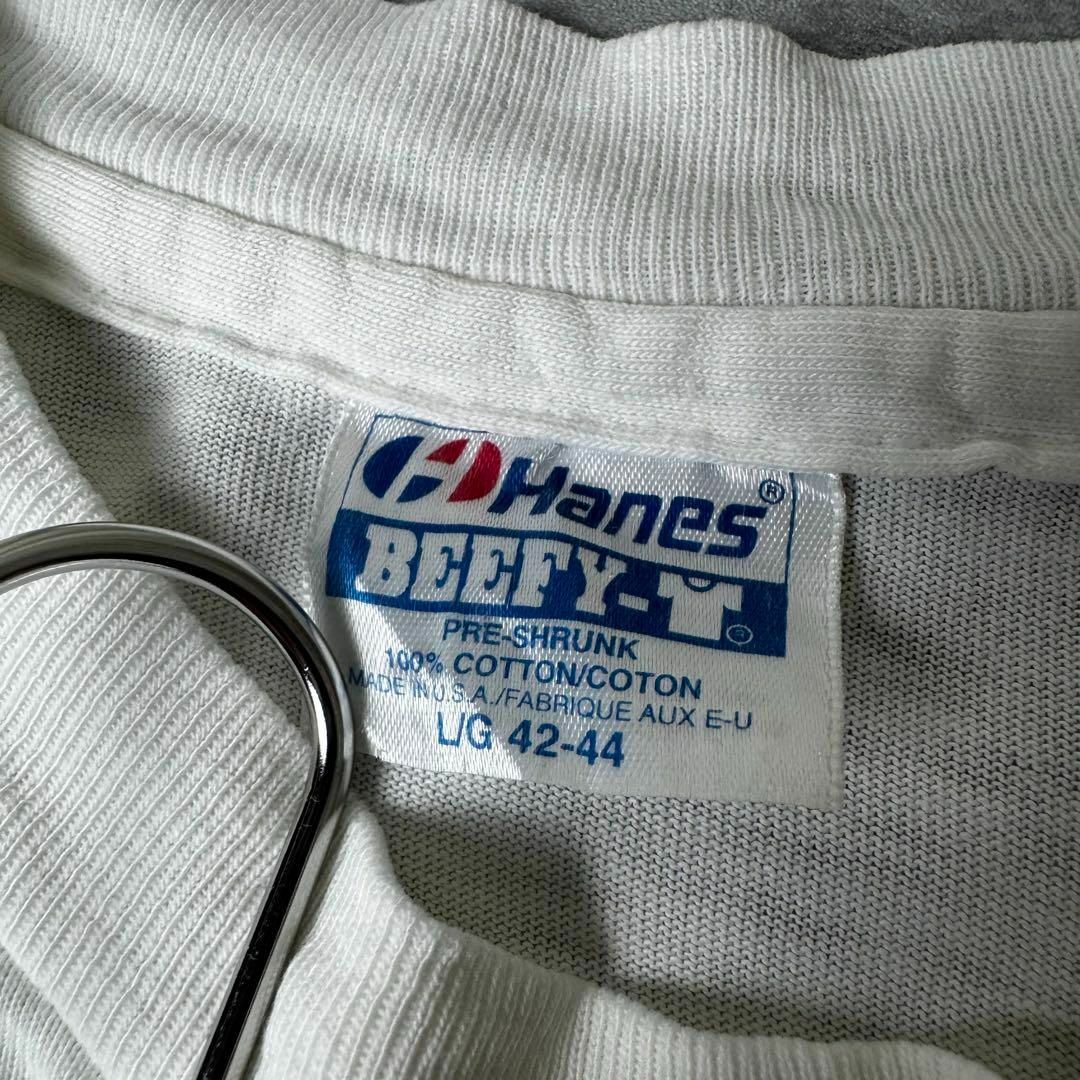 Hanes®
BEEFY-T®
PRE-SHRUNK
100% COTTON/COTON
MADE IN U.S.A./FABRIQUE AUX E-U
L/G 42-44